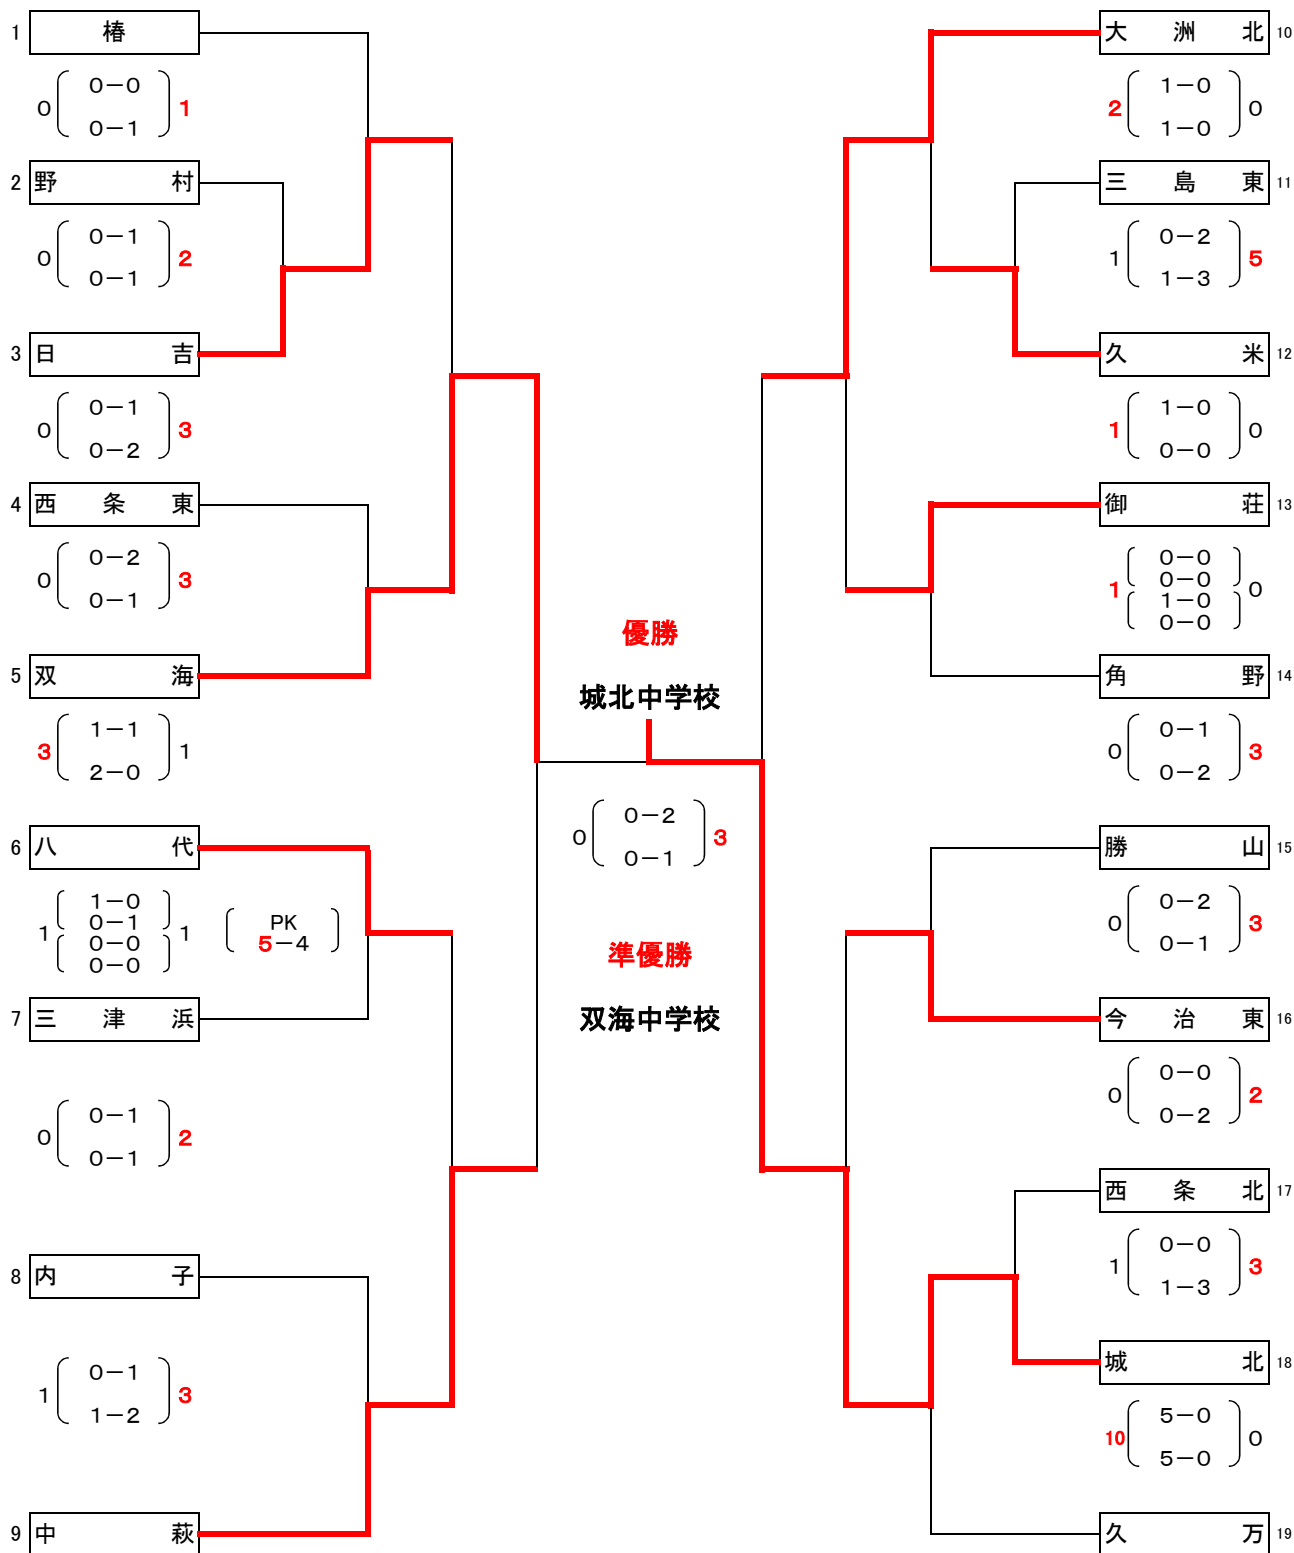 1 椿
0 0－0 1
0－1
2 野村
0 0－1 2
0－1
3 日吉
0 0－1 3
0－2
4 西条東
0 0－2 3
0－1
5 双海
3 1－1 1
2－0
6 八代
1 1－0 1
0－1
0－0
0－0
PK
5－4
7 三津浜
0 0－1 2
0－1
8 内子
1 0－1 3
1－2
9 中萩
優勝
城北中学校
0 0－2 3
0－1
準優勝
双海中学校
大洲北 10
2 1－0 0
1－0
三島東 11
1 0－2 5
1－3
久米 12
1 1－0 0
0－0
御荘 13
1 0－0 0
0－0
1－0
0－0
角野 14
0 0－1 3
0－2
勝山 15
0 0－2 3
0－1
今治東 16
0 0－0 2
0－2
西条北 17
1 0－0 3
1－3
城北 18
10 5－0 0
5－0
久万 19